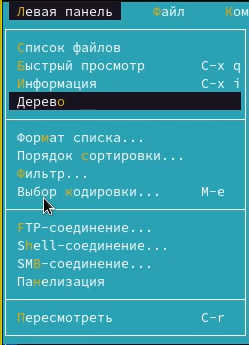 Левая панель Файл Ком
Список файлов
Быстрый просмотр C-x q
Информация C-x i
Дерево
Формат списка...
Порядок сортировки...
Фильтр...
Выбор кодировки... M-e
FTP-соединение...
Shell-соединение...
SMB-соединение...
Панелизация
Пересмотреть C-r